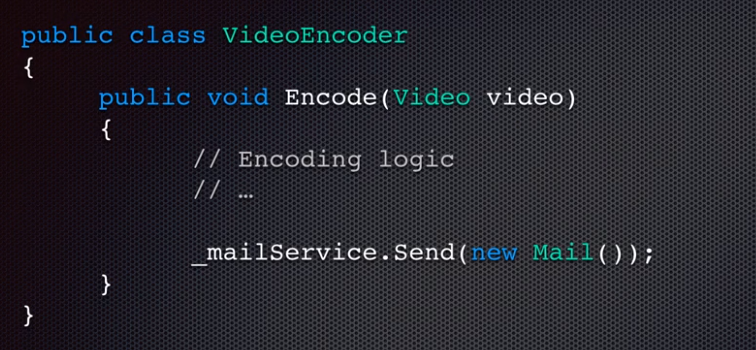 public class VideoEncoder
{
public void Encode(Video video)
{
// Encoding logic
// …
_mailService.Send(new Mail());
}
}